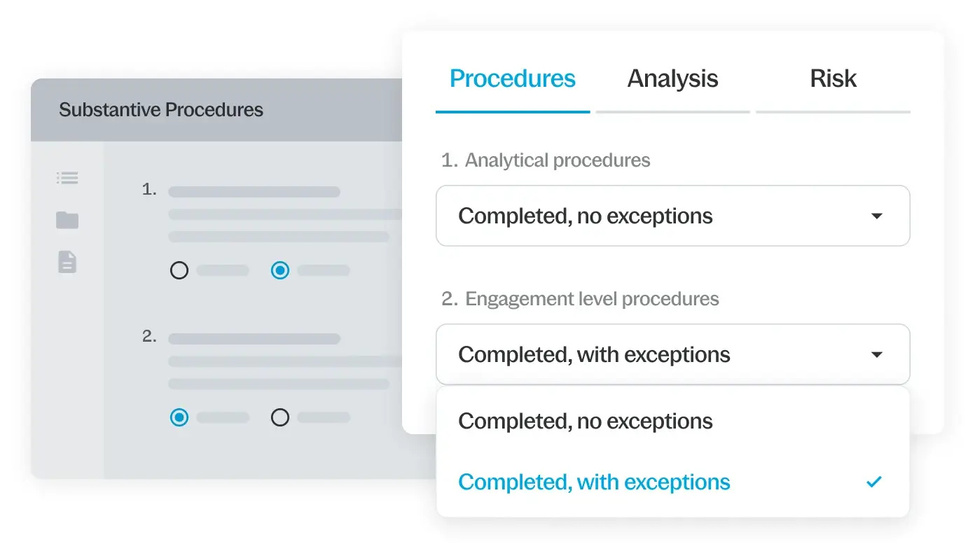 Substantive Procedures
1.
2.
Procedures
Analysis
Risk
1. Analytical procedures
Completed, no exceptions
2. Engagement level procedures
Completed, with exceptions
Completed, no exceptions
Completed, with exceptions